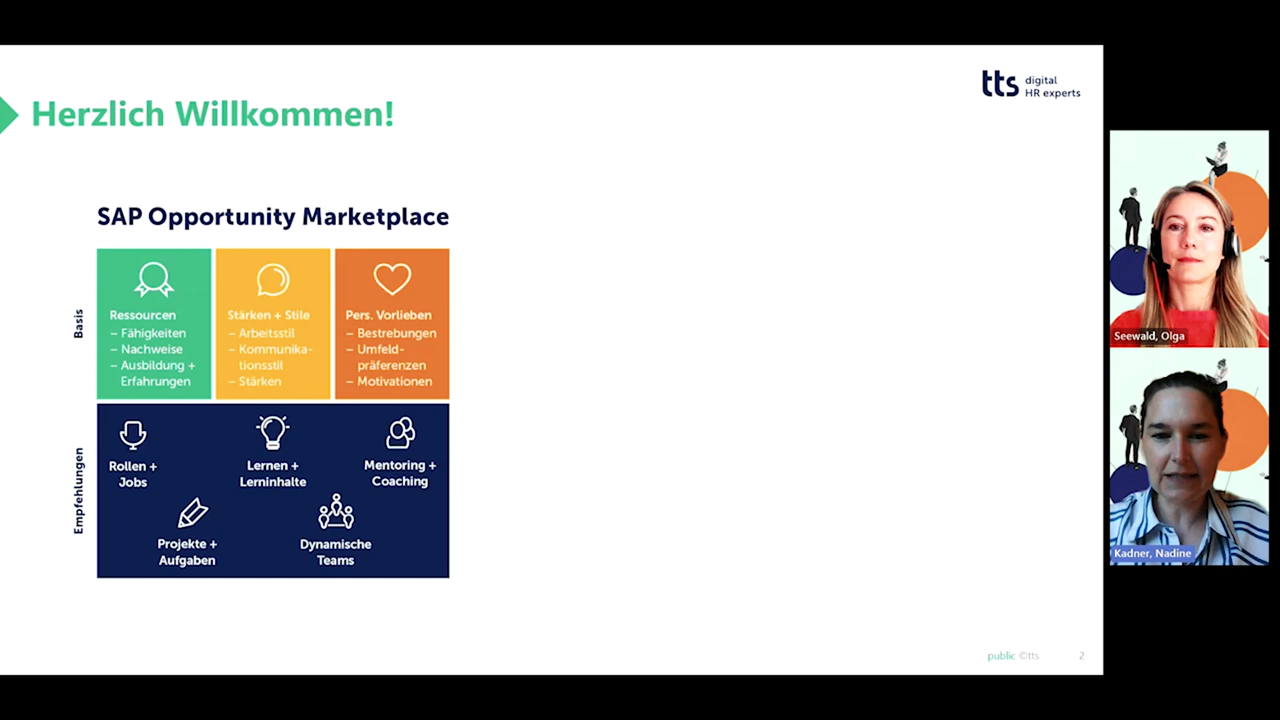 tts digital
HR experts
Herzlich Willkommen!
SAP Opportunity Marketplace
Basis
Ressourcen
– Fähigkeiten
– Nachweise
– Ausbildung +
Erfahrungen
Stärken + Stile
– Arbeitsstil
– Kommunika-
tionsstil
– Stärken
Pers. Vorlieben
– Bestrebungen
– Umfeld-
präferenzen
– Motivationen
Empfehlungen
Rollen +
Jobs
Lernen +
Lerninhalte
Mentoring +
Coaching
Projekte +
Aufgaben
Dynamische
Teams
public ©tts 2
Seewald, Olga
Kadner, Nadine